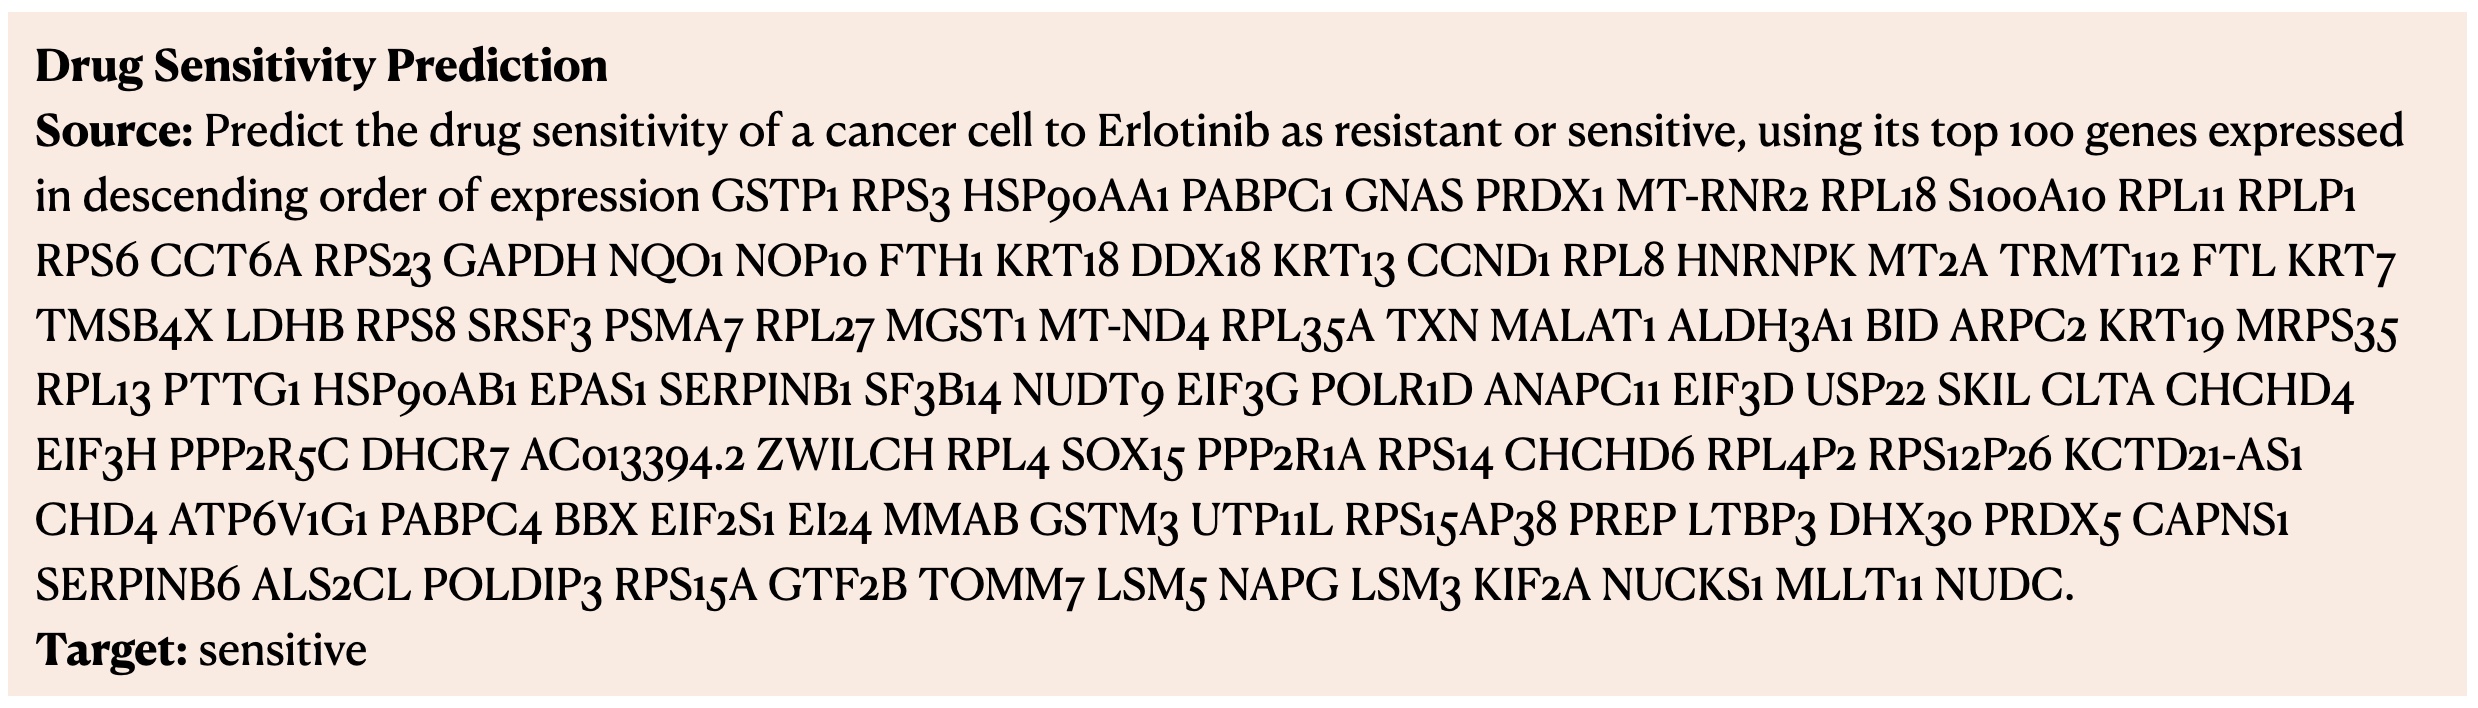 Drug Sensitivity Prediction
Source: Predict the drug sensitivity of a cancer cell to Erlotinib as resistant or sensitive, using its top 100 genes expressed
in descending order of expression GSTP1 RPS3 HSP90AA1 PABPC1 GNAS PRDX1 MT-RNR2 RPL18 S100A10 RPL11 RPLP1
RPS6 CCT6A RPS23 GAPDH NQO1 NOP10 FTH1 KRT18 DDX18 KRT13 CCND1 RPL8 HNRNPK MT2A TRMT112 FTL KRT7
TMSB4X LDHB RPS8 SRSF3 PSMA7 RPL27 MGST1 MT-ND4 RPL35A TXN MALAT1 ALDH3A1 BID ARPC2 KRT19 MRPS35
RPL13 PTTG1 HSP90AB1 EPAS1 SERPINB1 SF3B14 NUDT9 EIF3G POLR1D ANAPC11 EIF3D USP22 SKIL CLTA CHCHD4
EIF3H PPP2R5C DHCR7 AC013394.2 ZWILCH RPL4 SOX15 PPP2R1A RPS14 CHCHD6 RPL4P2 RPS12P26 KCTD21-AS1
CHD4 ATP6V1G1 PABPC4 BBX EIF2S1 EI24 MMAB GSTM3 UTP11L RPS15AP38 PREP LTBP3 DHX30 PRDX5 CAPNS1
SERPINB6 ALS2CL POLDIP3 RPS15A GTF2B TOMM7 LSM5 NAPG LSM3 KIF2A NUCKS1 MLLT11 NUDC.
Target: sensitive